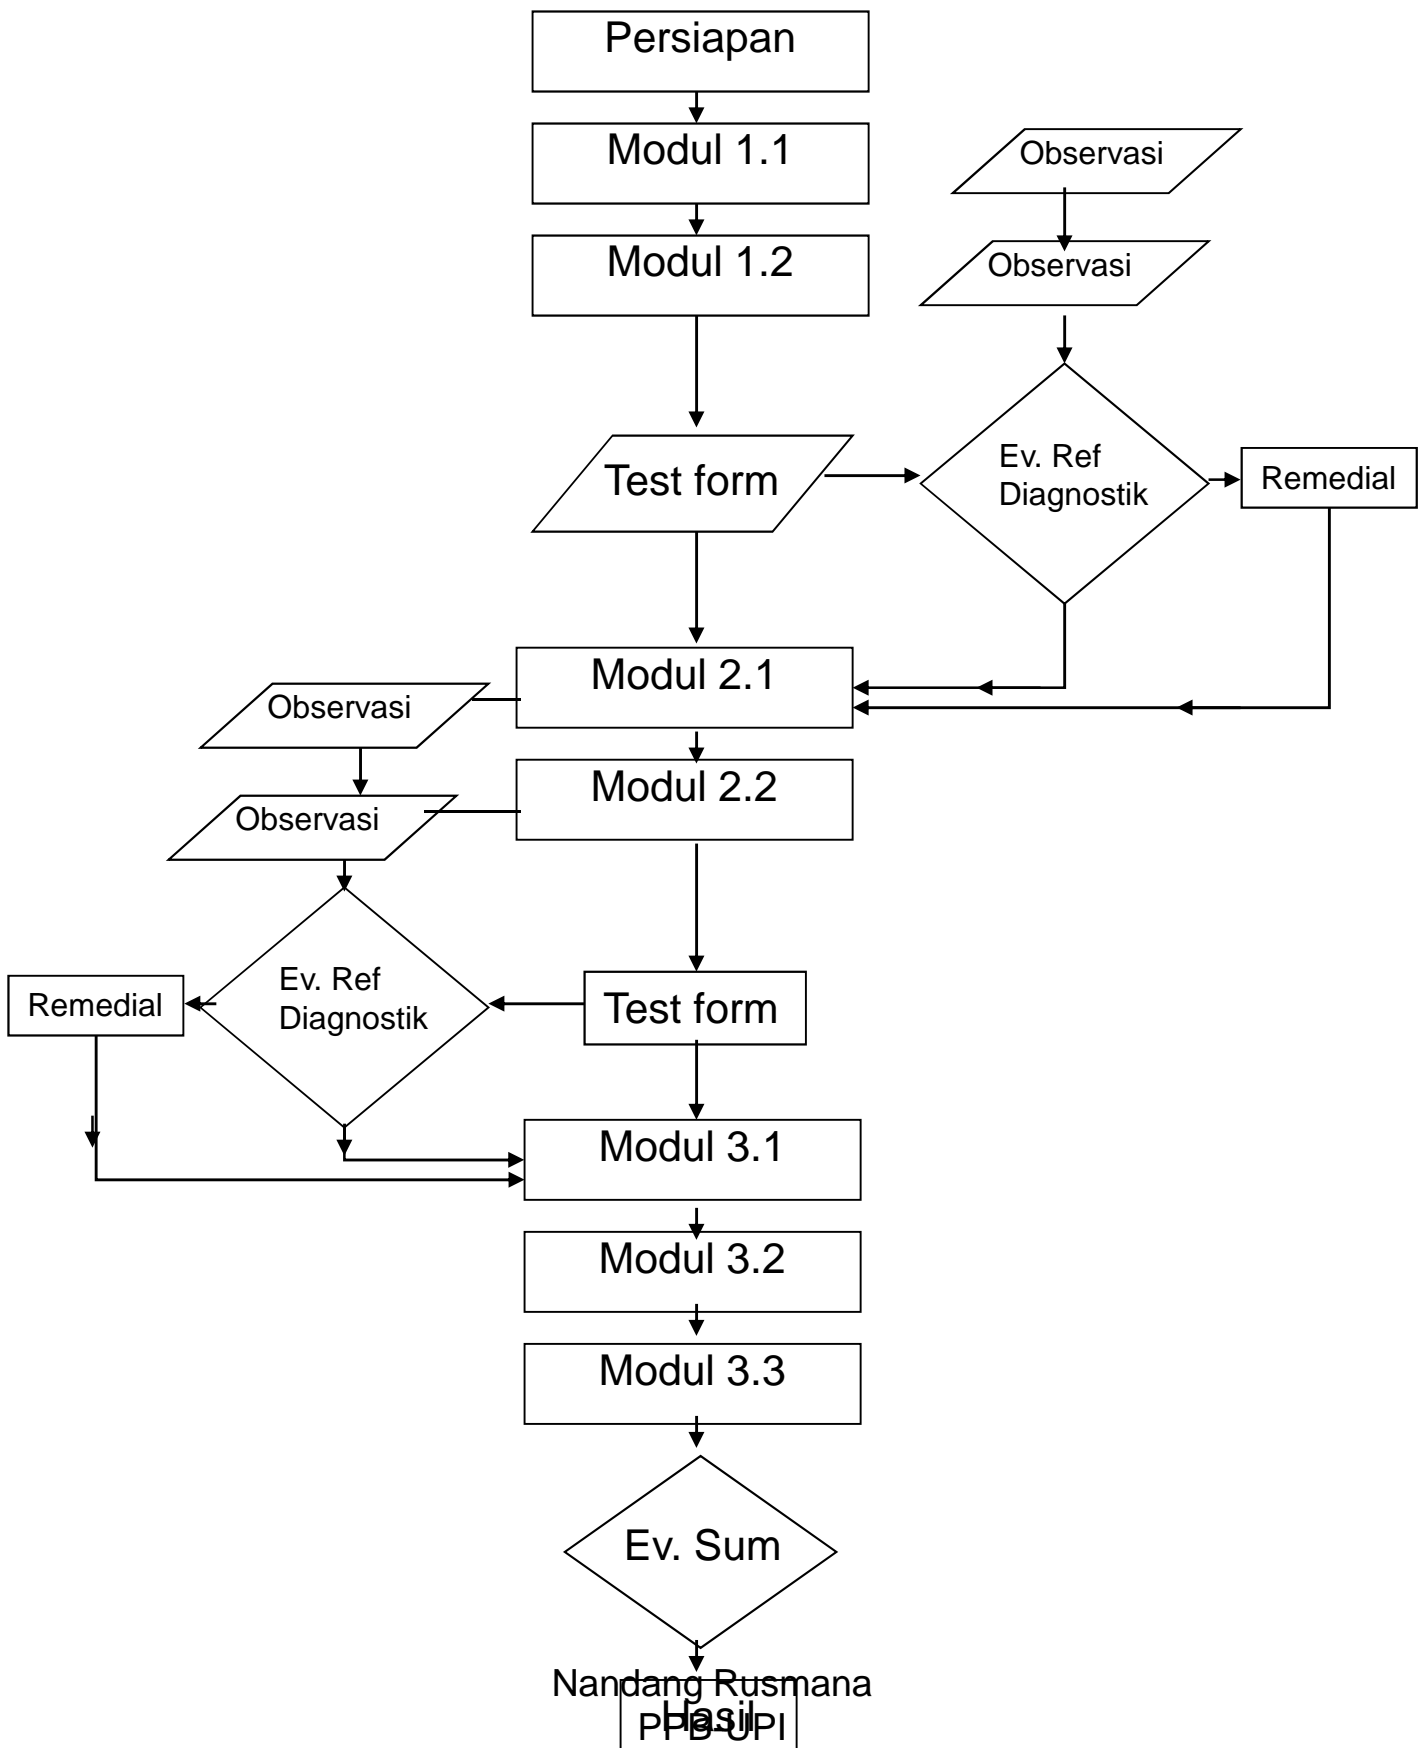 Persiapan
Modul 1.1
Observasi
Modul 1.2
Observasi
Test form
Ev. Ref
Diagnostik
Remedial
Modul 2.1
Observasi
Modul 2.2
Observasi
Remedial
Ev. Ref
Diagnostik
Test form
Modul 3.1
Modul 3.2
Modul 3.3
Ev. Sum
Nandang Rusmana
Hasil
PPB-UPI